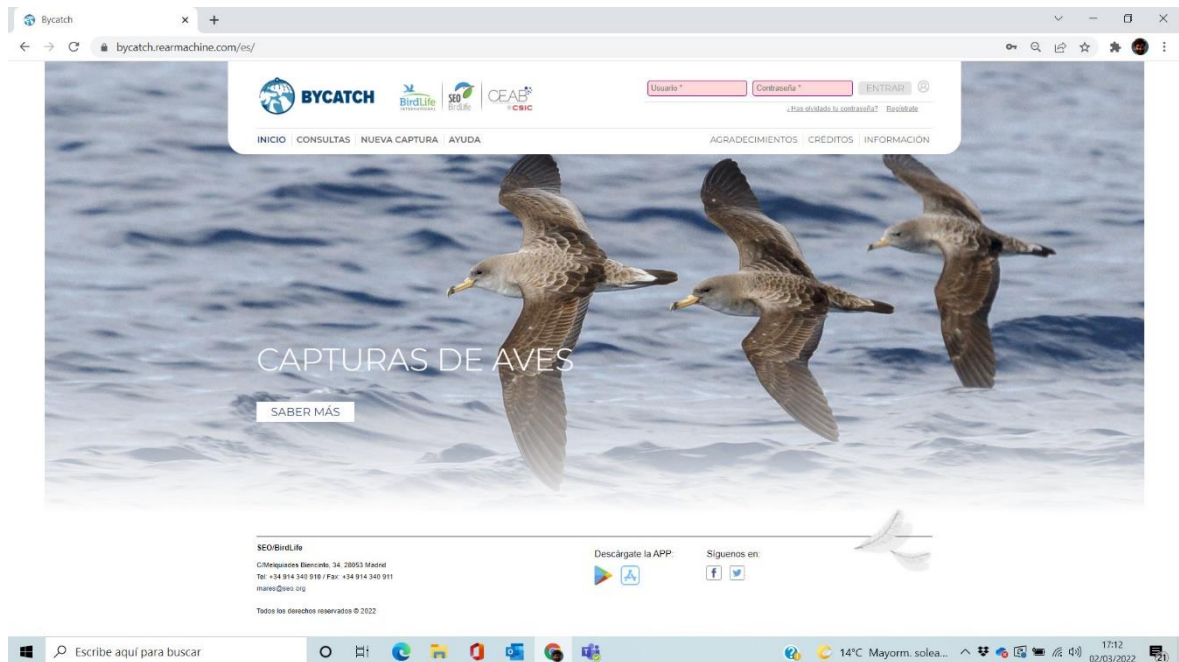 Bycatch
bycatch.rearmachine.com/es/
BYCATCH
BirdLife
INTERNATIONAL
SEO
BirdLife
CEAB
CSIC
Usuario *
Contraseña *
ENTRAR
¿Has olvidado tu contraseña? Regístrate
INICIO CONSULTAS NUEVA CAPTURA AYUDA
AGRADECIMIENTOS CRÉDITOS INFORMACIÓN
CAPTURAS DE AVES
SABER MÁS
SEO/BirdLife
C/Melquiades Biencinto, 34, 28053 Madrid
Tel: +34 914 340 910 / Fax: +34 914 340 911
mares@seo.org
Todos los derechos reservados © 2022
Descárgate la APP:
Síguenos en:
Escribe aquí para buscar
14°C Mayorm. solea...
17:12
02/03/2022
21